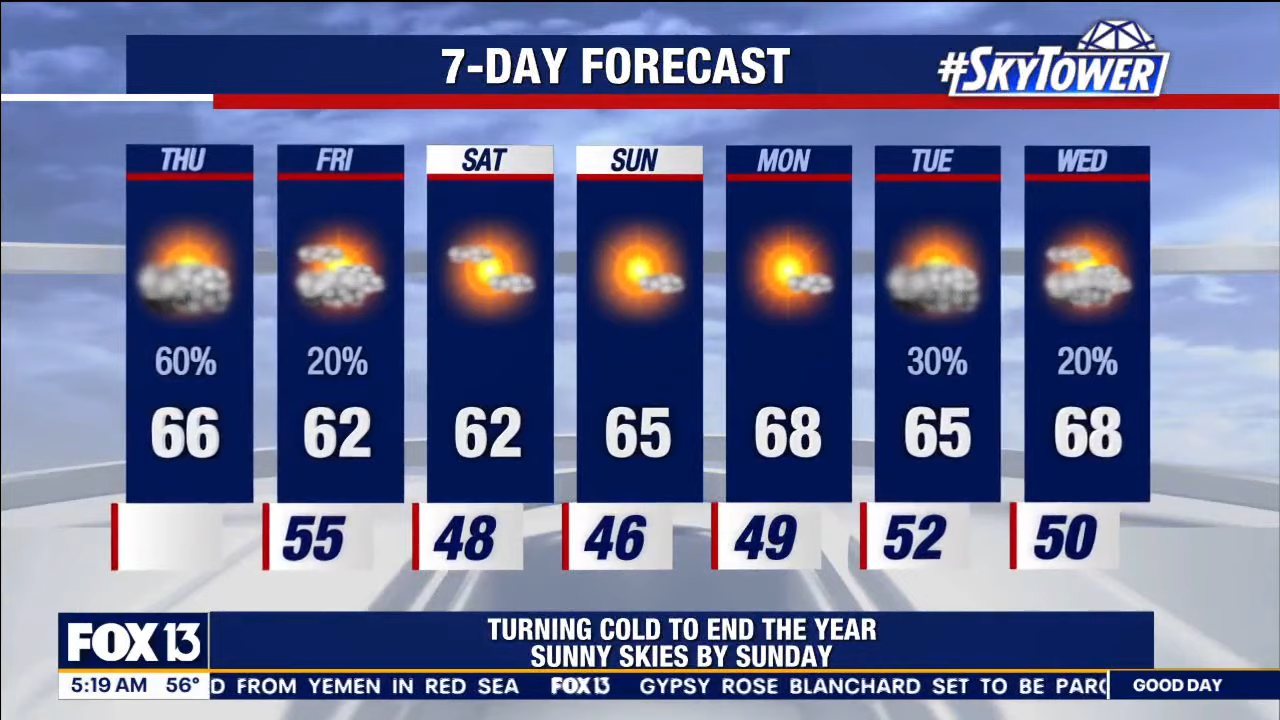 7-DAY FORECAST
#SKYTOWER
THU FRI SAT SUN MON TUE WED
60% 20% 30% 20%
66 62 62 65 68 65 68
55 48 46 49 52 50
TURNING COLD TO END THE YEAR
SUNNY SKIES BY SUNDAY
FOX 13
5:19 AM 56° D FROM YEMEN IN RED SEA FOX 13 GYPSY ROSE BLANCHARD SET TO BE PAR GOOD DAY